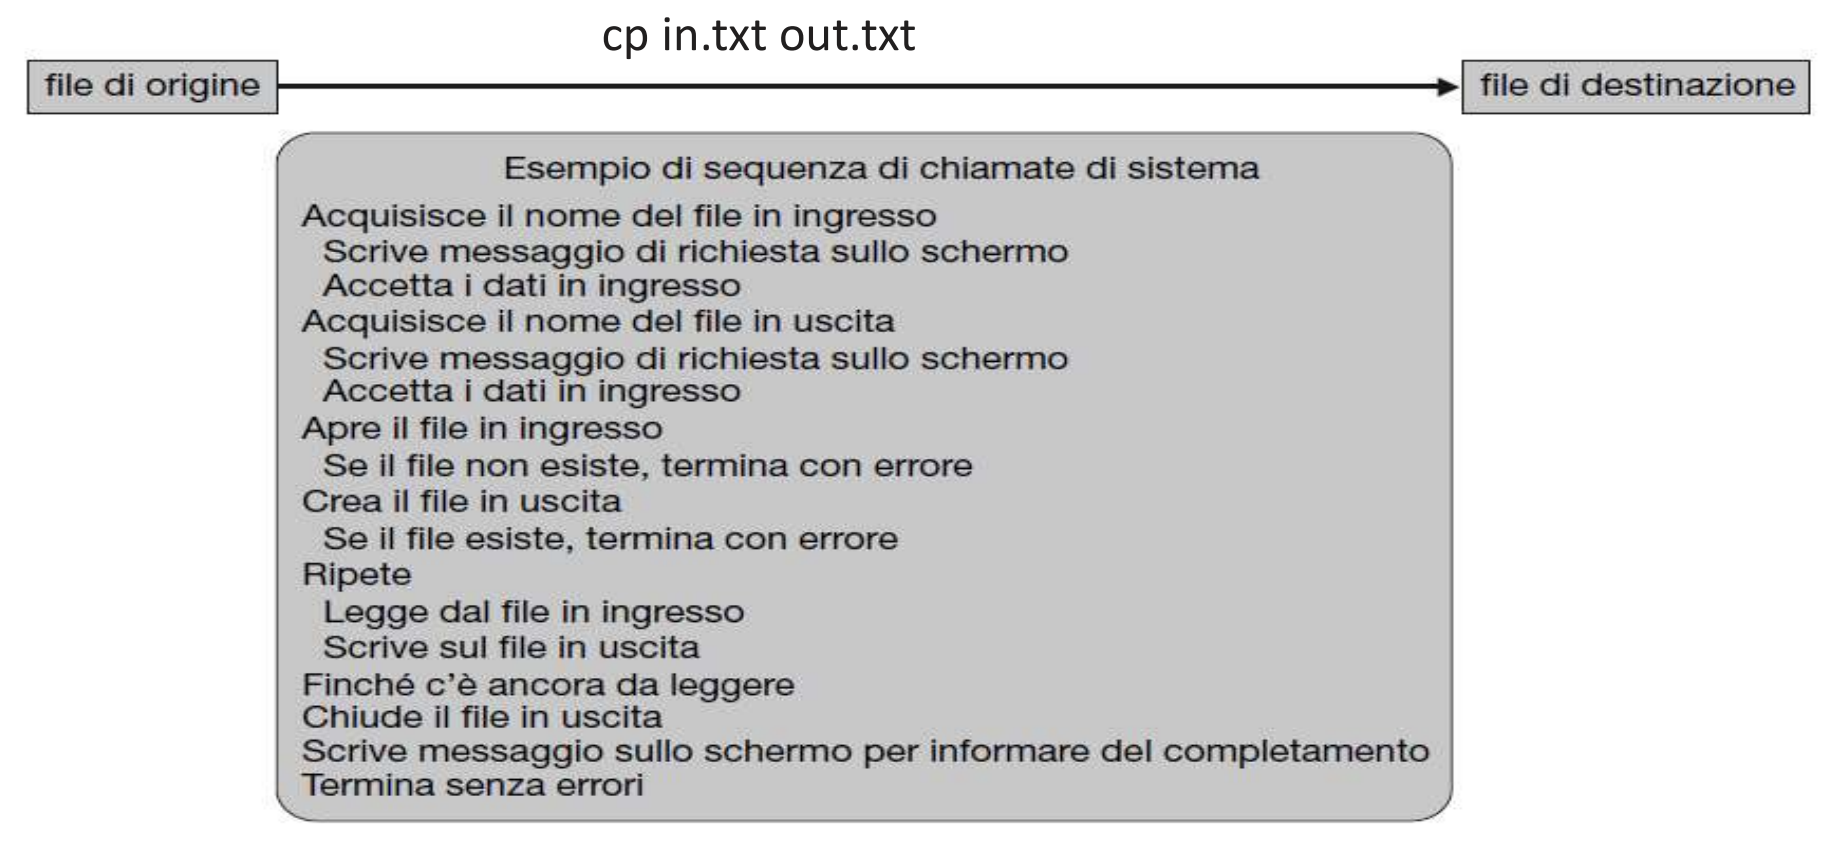 cp in.txt out.txt
file di origine
file di destinazione
Esempio di sequenza di chiamate di sistema
Acquisisce il nome del file in ingresso
Scrive messaggio di richiesta sullo schermo
Accetta i dati in ingresso
Acquisisce il nome del file in uscita
Scrive messaggio di richiesta sullo schermo
Accetta i dati in ingresso
Apre il file in ingresso
Se il file non esiste, termina con errore
Crea il file in uscita
Se il file esiste, termina con errore
Ripete
Legge dal file in ingresso
Scrive sul file in uscita
Finché c'è ancora da leggere
Chiude il file in uscita
Scrive messaggio sullo schermo per informare del completamento
Termina senza errori